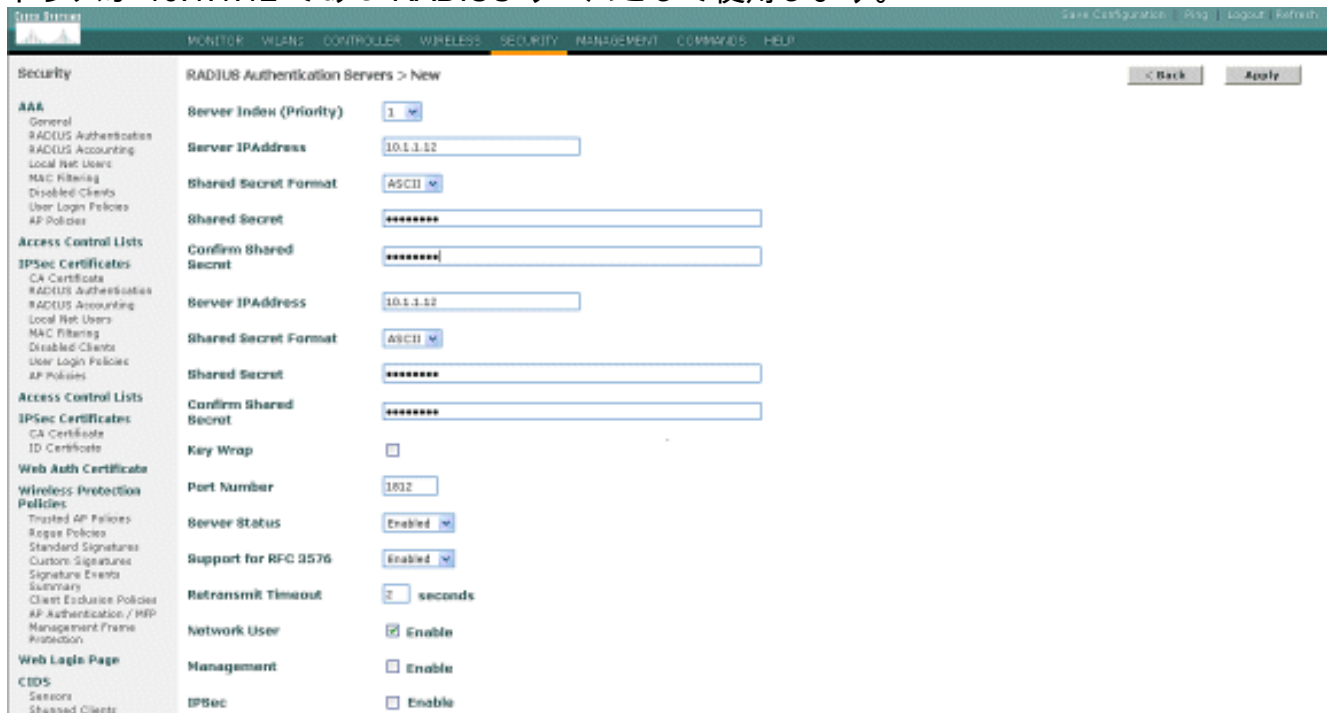 Cisco Systems
Save Configuration | Ping | Logout | Refresh
MONITOR WLANs CONTROLLER WIRELESS SECURITY MANAGEMENT COMMANDS HELP
Security
AAA
General
RADIUS Authentication
RADIUS Accounting
Local Net Users
MAC Filtering
Disabled Clients
User Login Policies
AP Policies
Access Control Lists
IPSec Certificates
CA Certificate
RADIUS Authentication
RADIUS Accounting
Local Net Users
MAC Filtering
Disabled Clients
User Login Policies
AP Policies
Access Control Lists
IPSec Certificates
CA Certificate
ID Certificate
Web Auth Certificate
Wireless Protection
Policies
Trusted AP Policies
Rogue Policies
Standard Signatures
Custom Signatures
Signature Events
Summary
Client Exclusion Policies
AP Authentication / MFP
Management Frame
Protection
Web Login Page
CIDS
Sensors
Shunned Clients
RADIUS Authentication Servers > New
< Back
Apply
Server Index (Priority) 1
Server IPAddress 10.1.1.12
Shared Secret Format ASCII
Shared Secret ••••••••
Confirm Shared
Secret ••••••••
Server IPAddress 10.1.1.12
Shared Secret Format ASCII
Shared Secret ••••••••
Confirm Shared
Secret ••••••••
Key Wrap
Port Number 1812
Server Status Enabled
Support for RFC 3576 Enabled
Retransmit Timeout 2 seconds
Network User Enable
Management Enable
IPSec Enable